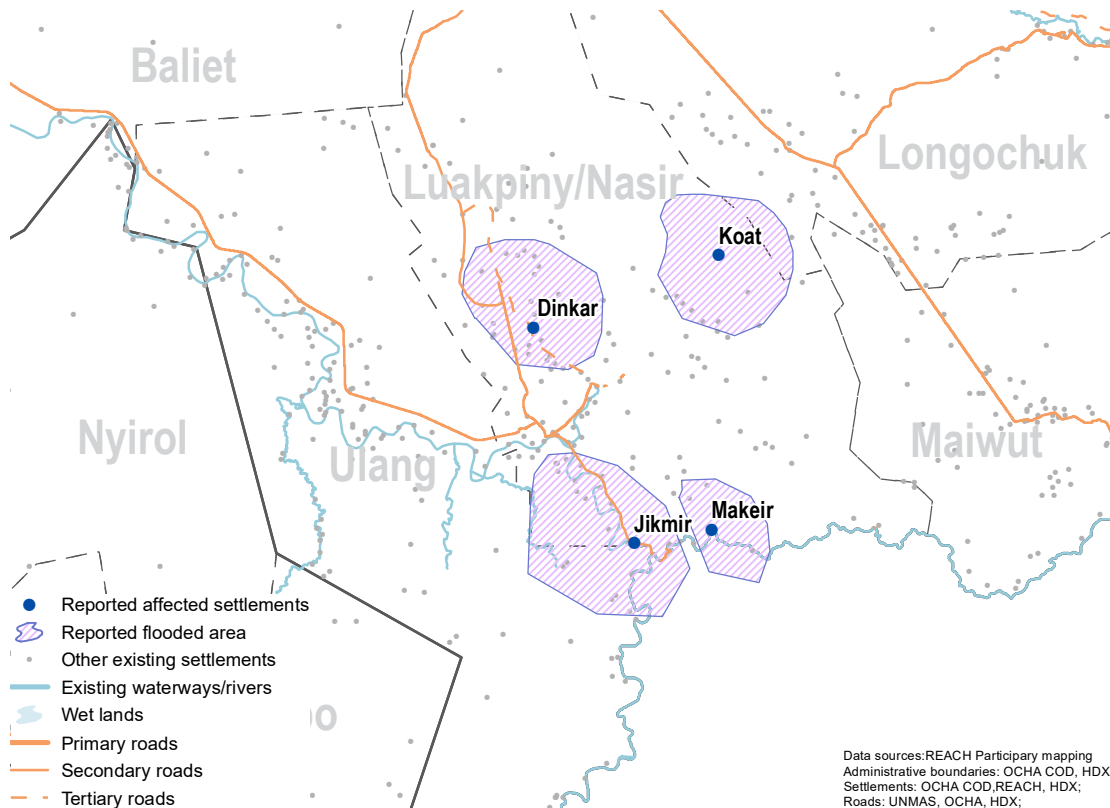 Baliet
Longochuk
Luakpiny/Nasir
Koat
Dinkar
Nyirol
Ulang
Maiwut
Jikmir
Makeir
Reported affected settlements
Reported flooded area
Other existing settlements
Existing waterways/rivers
Wet lands
Primary roads
Secondary roads
Tertiary roads
Data sources:REACH Participary mapping
Administrative boundaries: OCHA COD, HDX
Settlements: OCHA COD,REACH, HDX;
Roads: UNMAS, OCHA, HDX;